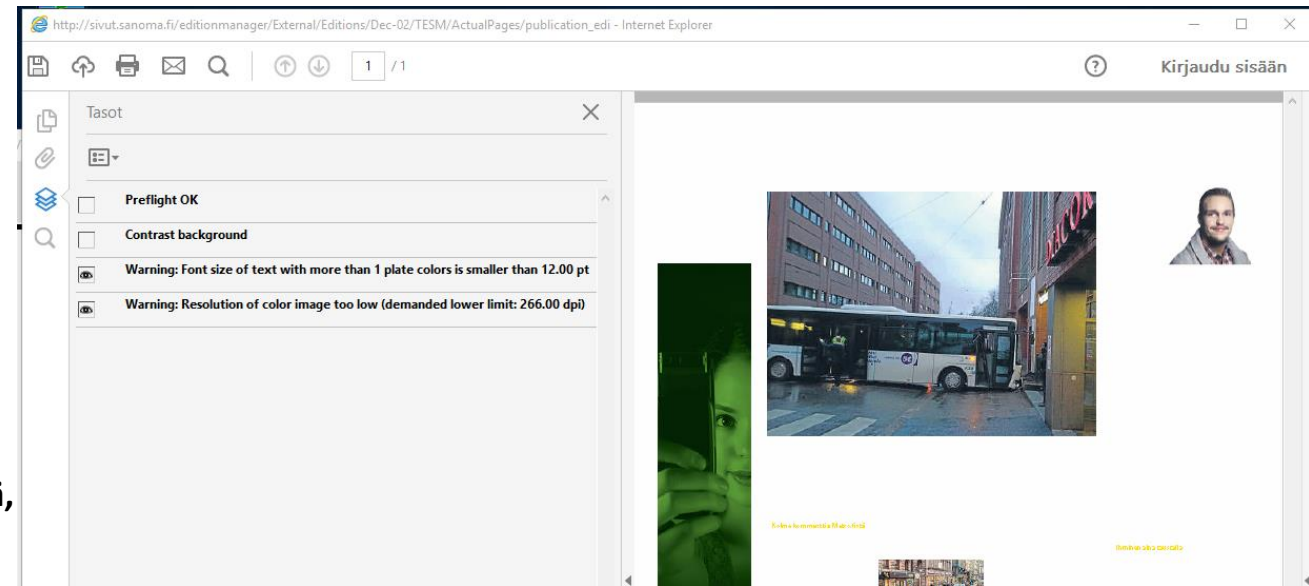 http://sivut.sanoma.fi/editionmanager/External/Editions/Dec-02/TESM/ActualPages/publication_edi - Internet Explorer
1 / 1
Kirjaudu sisään
Tasot
Preflight OK
Contrast background
Warning: Font size of text with more than 1 plate colors is smaller than 12.00 pt
Warning: Resolution of color image too low (demanded lower limit: 266.00 dpi)